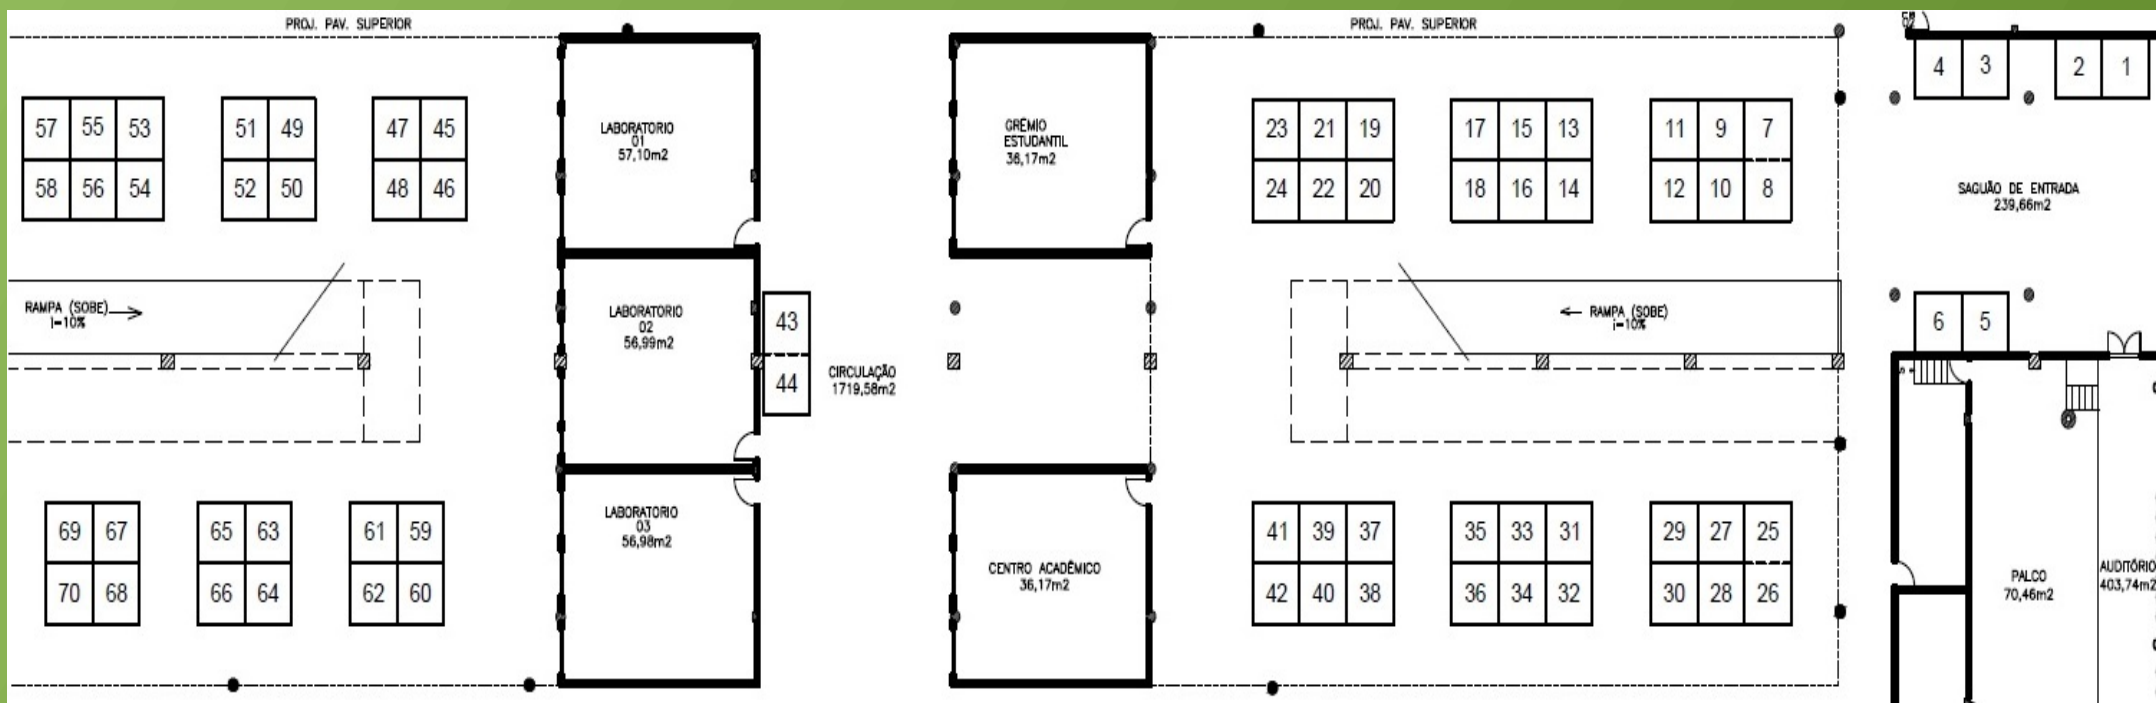 PROJ. PAV. SUPERIOR
PROJ. PAV. SUPERIOR
57 55 53
58 56 54
51 49
52 50
47 45
48 46
LABORATORIO
01
57,10m2
GRÊMIO
ESTUDANTIL
36,17m2
23 21 19
24 22 20
17 15 13
18 16 14
11 9 7
12 10 8
4 3
2 1
SAGUÃO DE ENTRADA
239,66m2
RAMPA (SOBE)
i=10%
LABORATORIO
02
56,99m2
43
44
CIRCULAÇÃO
1719,58m2
RAMPA (SOBE)
i=10%
6 5
69 67
70 68
65 63
66 64
61 59
62 60
LABORATORIO
03
56,98m2
CENTRO ACADÊMICO
36,17m2
41 39 37
42 40 38
35 33 31
36 34 32
29 27 25
30 28 26
PALCO
70,46m2
AUDITÓRIO
403,74m2